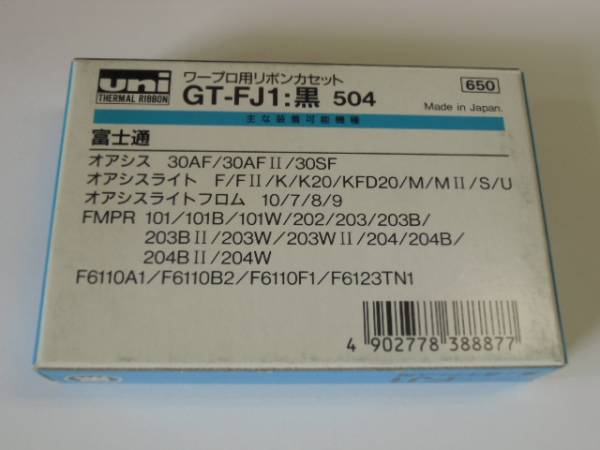 uni
THERMAL RIBBON
ワープロ用リボンカセット
GT-FJ1:黒 504
650
Made in Japan.
主な装着可能機種
富士通
オアシス 30AF/30AFⅡ/30SF
オアシスライト F/FⅡ/K/K20/KFD20/M/MⅡ/S/U
オアシスライトフロム 10/7/8/9
FMPR 101/101B/101W/202/203/203B/
203BⅡ/203W/203WⅡ/204/204B/
204BⅡ/204W
F6110A1/F6110B2/F6110F1/F6123TN1
4 902778 388877